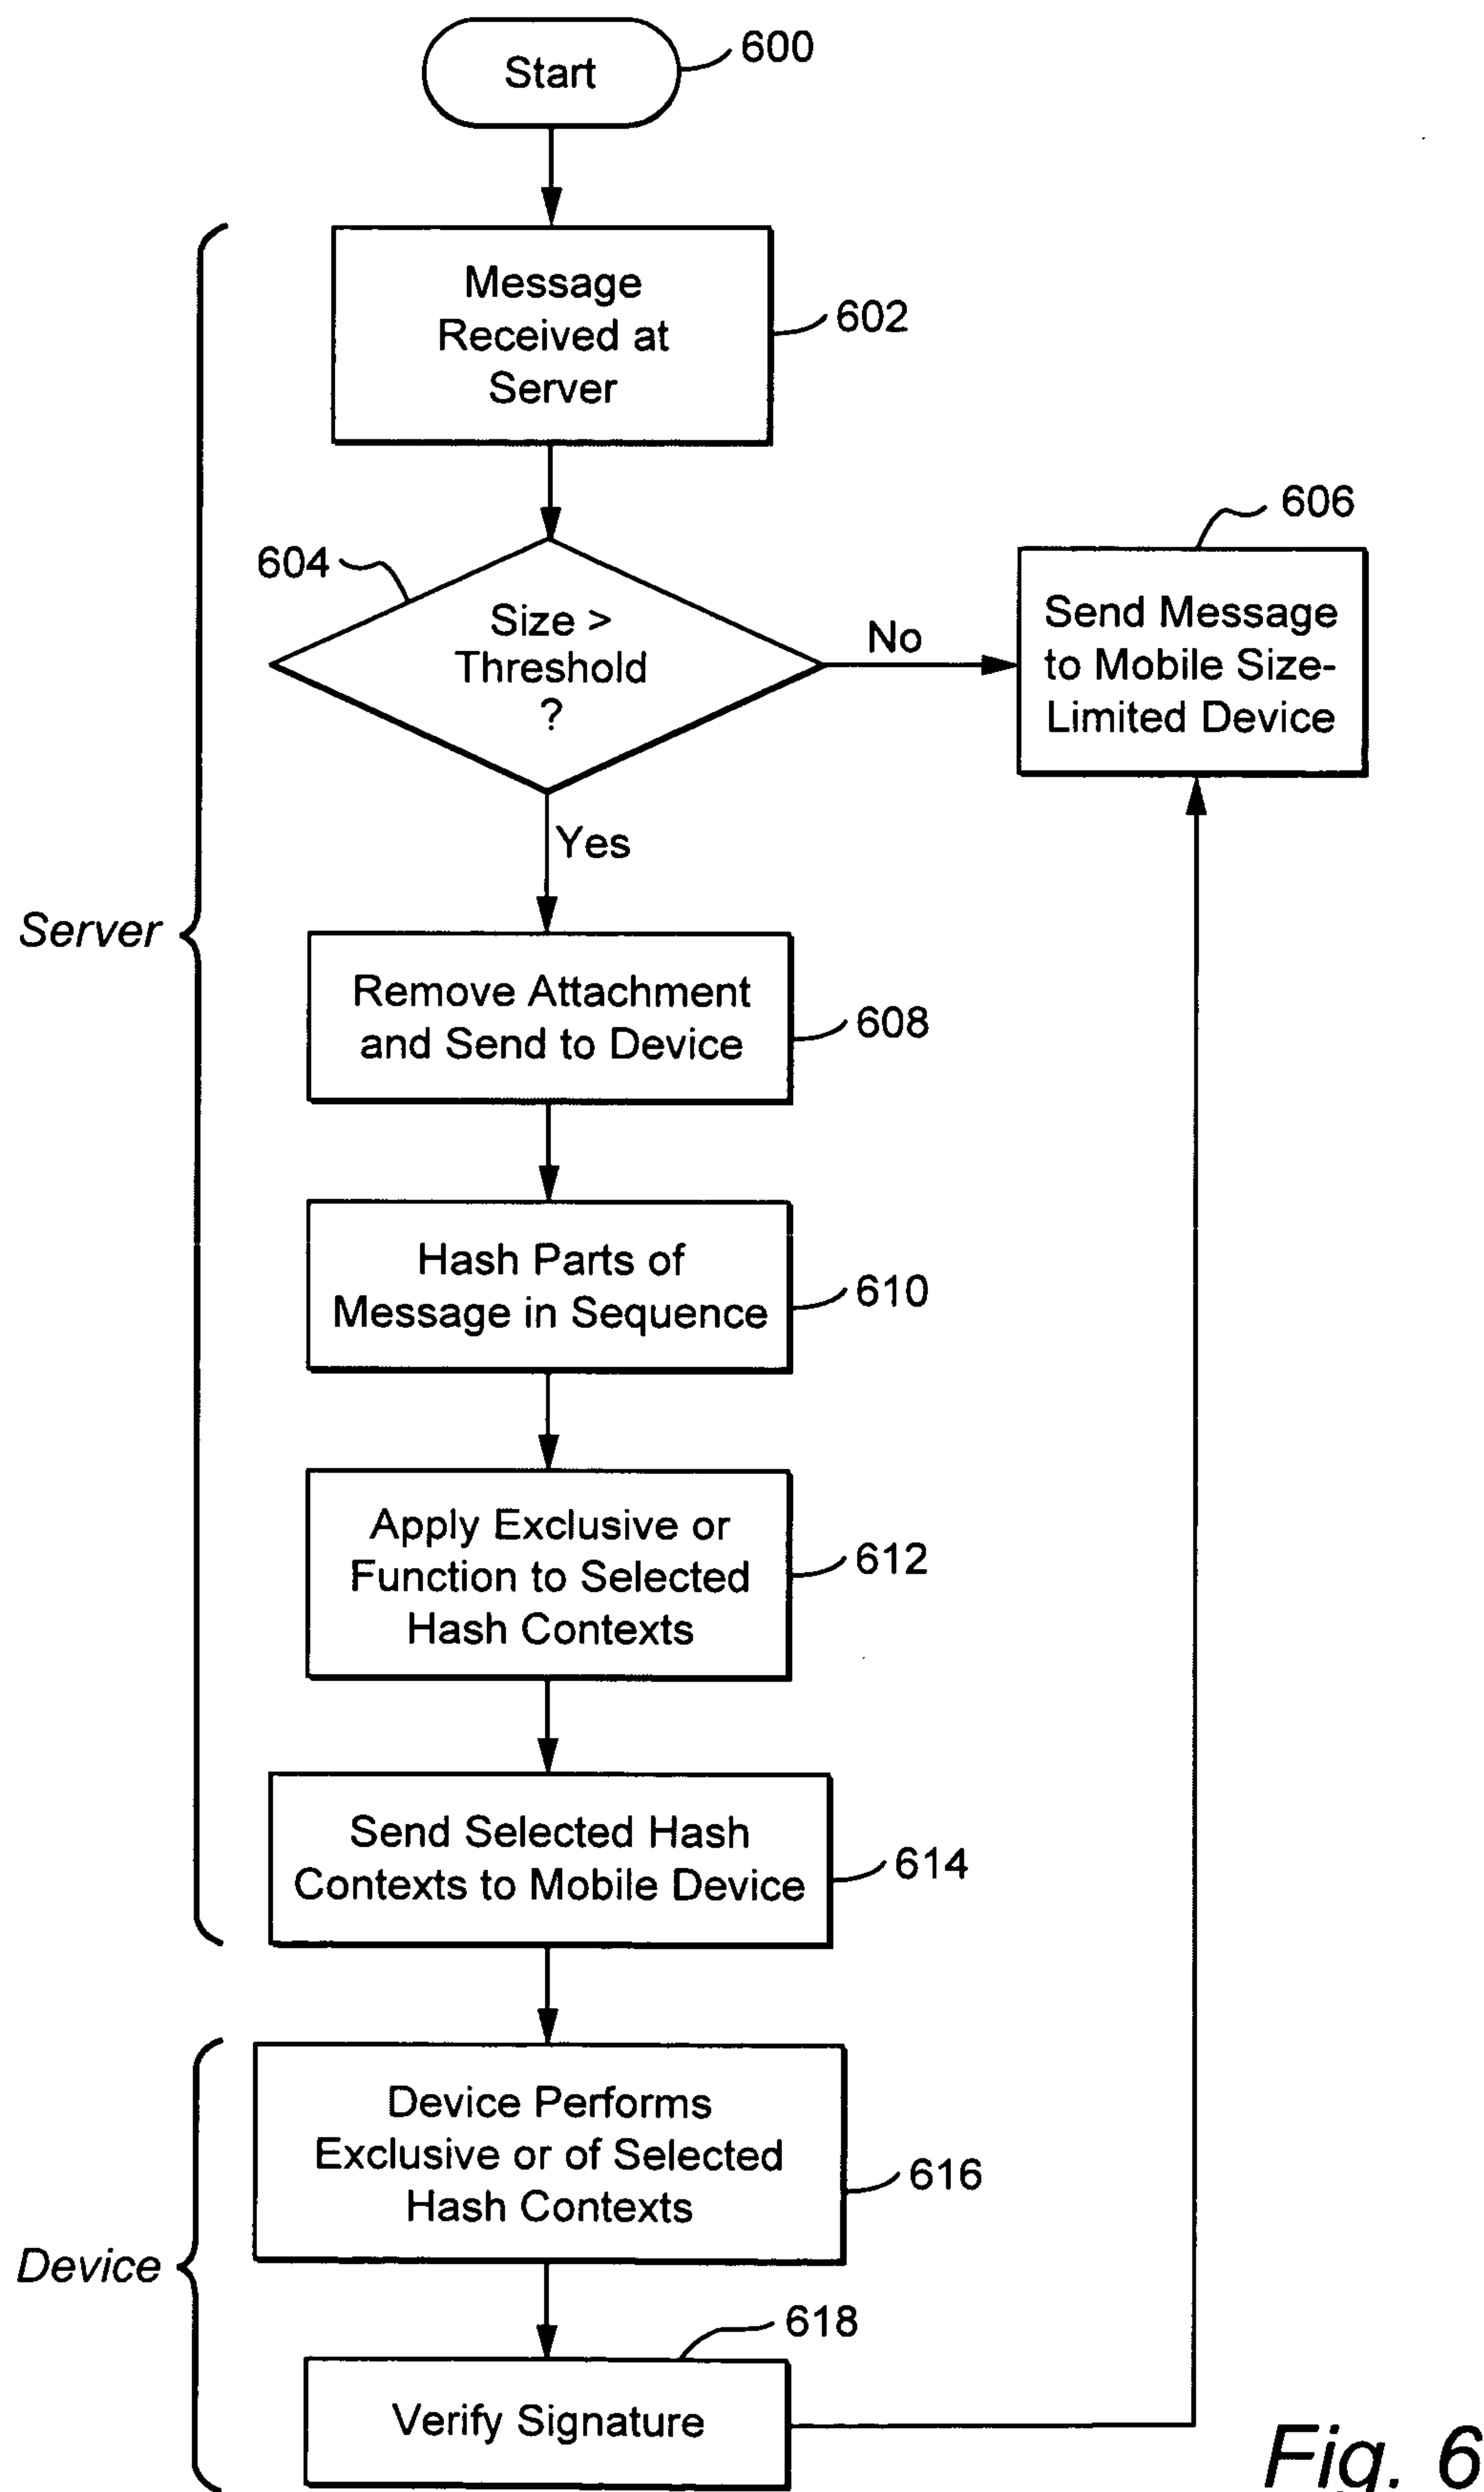 Start
600
Message
Received at
Server
602
604
Size >
Threshold
?
No
606
Send Message
to Mobile Size-
Limited Device
Yes
Server
Remove Attachment
and Send to Device
608
Hash Parts of
Message in Sequence
610
Apply Exclusive or
Function to Selected
Hash Contexts
612
Send Selected Hash
Contexts to Mobile Device
614
Device Performs
Exclusive or of Selected
Hash Contexts
616
Device
618
Verify Signature
Fig. 6